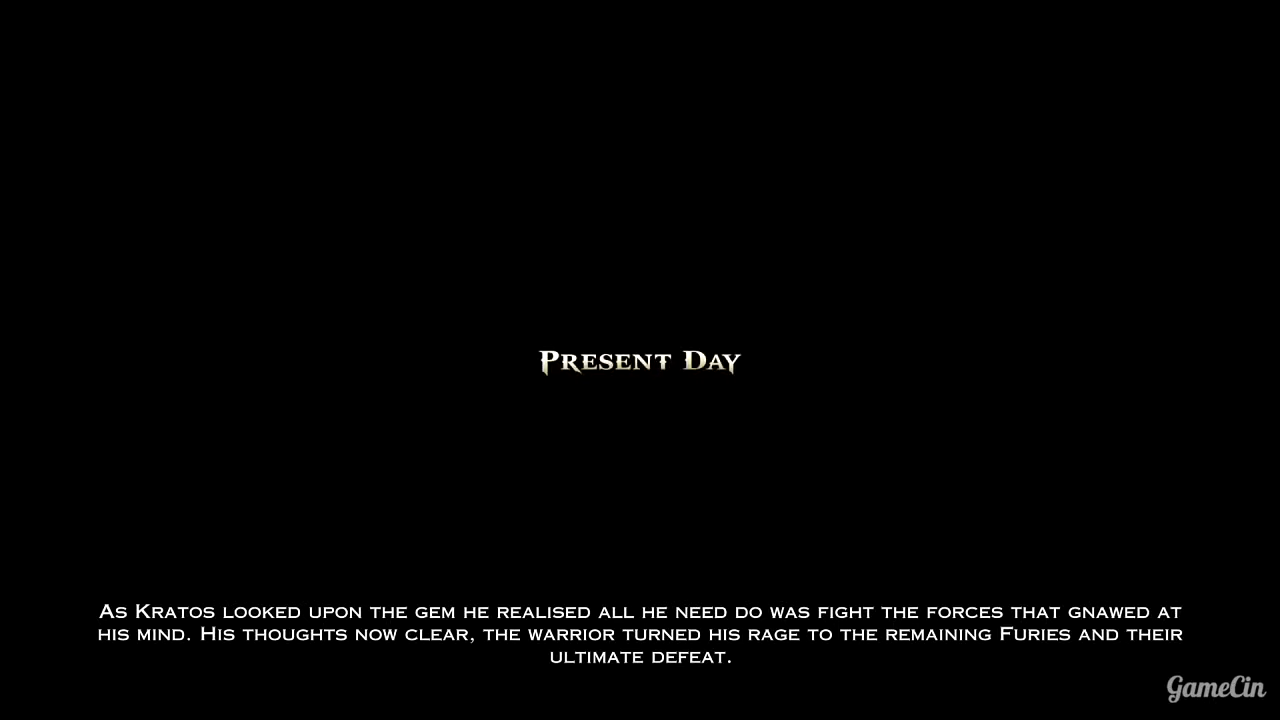 Present Day
As Kratos looked upon the gem he realised all he need do was fight the forces that gnawed at
his mind. His thoughts now clear, the warrior turned his rage to the remaining Furies and their
ultimate defeat.
GameCin